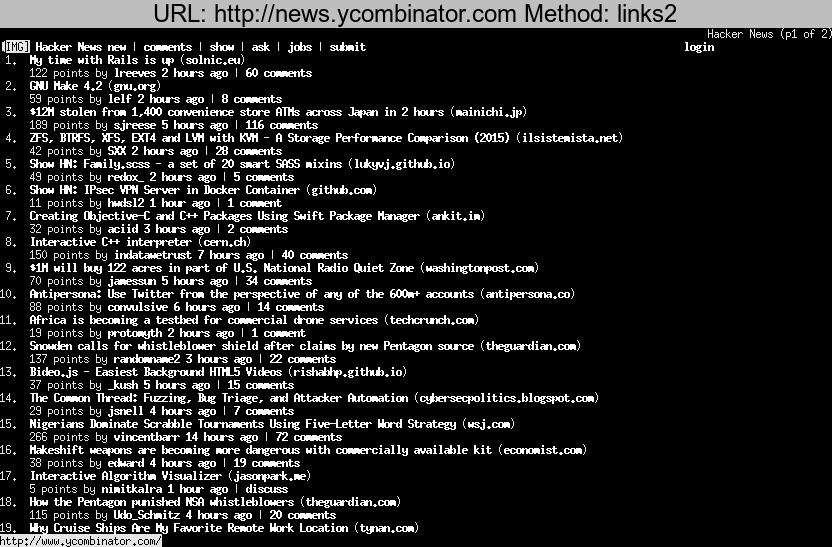 URL: http://news.ycombinator.com Method: links2
Hacker News (p1 of 2)
[IMG] Hacker News new | comments | show | ask | jobs | submit login
1. My time with Rails is up (solnic.eu)
122 points by lreeves 2 hours ago | 60 comments
2. GNU Make 4.2 (gnu.org)
59 points by lelf 2 hours ago | 8 comments
3. $12M stolen from 1,400 convenience store ATMs across Japan in 2 hours (mainichi.jp)
189 points by sjreese 5 hours ago | 116 comments
4. ZFS, BTRFS, XFS, EXT4 and LVM with KVM - A Storage Performance Comparison (2015) (ilsistemista.net)
42 points by SXX 2 hours ago | 28 comments
5. Show HN: Family.scss - a set of 20 smart SASS mixins (lukyvj.github.io)
49 points by redox_ 2 hours ago | 5 comments
6. Show HN: IPsec VPN Server in Docker Container (github.com)
11 points by hwdsl2 1 hour ago | 1 comment
7. Creating Objective-C and C++ Packages Using Swift Package Manager (ankit.im)
32 points by aciid 3 hours ago | 2 comments
8. Interactive C++ interpreter (cern.ch)
150 points by indatawetrust 7 hours ago | 40 comments
9. $1M will buy 122 acres in part of U.S. National Radio Quiet Zone (washingtonpost.com)
70 points by jamessun 5 hours ago | 34 comments
10. Antipersona: Use Twitter from the perspective of any of the 600m+ accounts (antipersona.co)
88 points by convulsive 6 hours ago | 14 comments
11. Africa is becoming a testbed for commercial drone services (techcrunch.com)
19 points by protomyth 2 hours ago | 1 comment
12. Snowden calls for whistleblower shield after claims by new Pentagon source (theguardian.com)
137 points by randomname2 3 hours ago | 22 comments
13. Bideo.js - Easiest Background HTML5 Videos (rishabhp.github.io)
37 points by _kush 5 hours ago | 15 comments
14. The Common Thread: Fuzzing, Bug Triage, and Attacker Automation (cybersecpolitics.blogspot.com)
29 points by jsnell 4 hours ago | 7 comments
15. Nigerians Dominate Scrabble Tournaments Using Five-Letter Word Strategy (wsj.com)
266 points by vincentbarr 14 hours ago | 72 comments
16. Makeshift weapons are becoming more dangerous with commercially available kit (economist.com)
38 points by edward 4 hours ago | 19 comments
17. Interactive Algorithm Visualizer (jasonpark.me)
5 points by nimitkalra 1 hour ago | discuss
18. How the Pentagon punished NSA whistleblowers (theguardian.com)
115 points by Udo_Schmitz 4 hours ago | 20 comments
19. Why Cruise Ships Are My Favorite Remote Work Location (tynan.com)
http://www.ycombinator.com/